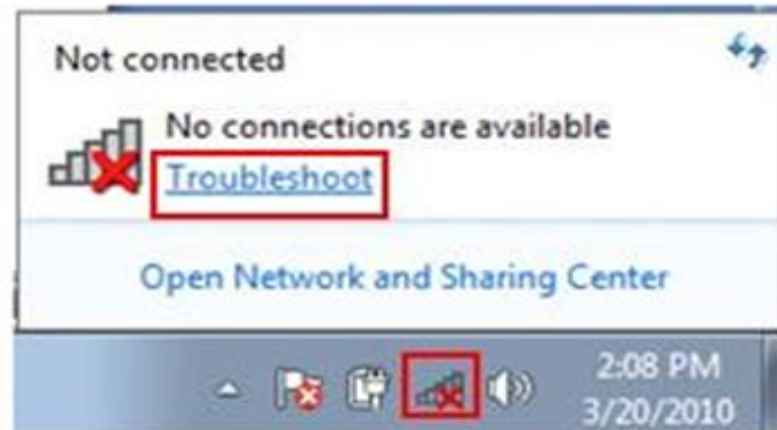 Not connected
No connections are available
Troubleshoot
Open Network and Sharing Center
2:08 PM
3/20/2010